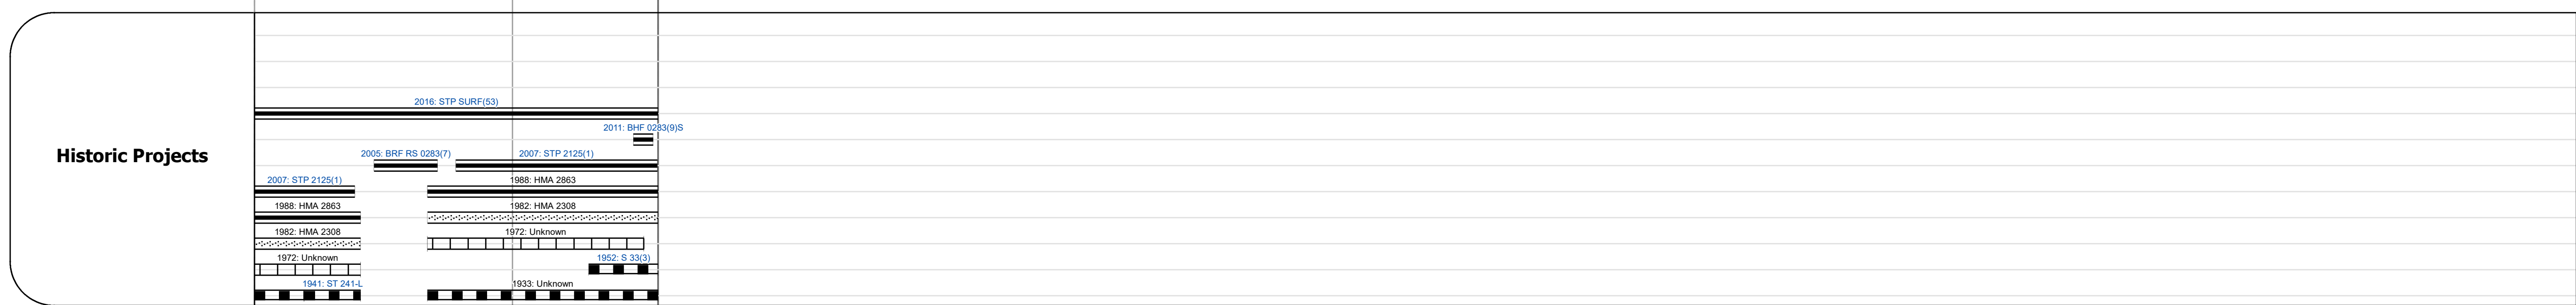 2016: STP SURF(53)
2011: BHF 0283(9)S
Historic Projects
2005: BRF RS 0283(7)
2007: STP 2125(1)
2007: STP 2125(1)
1988: HMA 2863
1988: HMA 2863
1982: HMA 2308
1982: HMA 2308
1972: Unknown
1972: Unknown
1952: S 33(3)
1941: ST 241-L
1933: Unknown